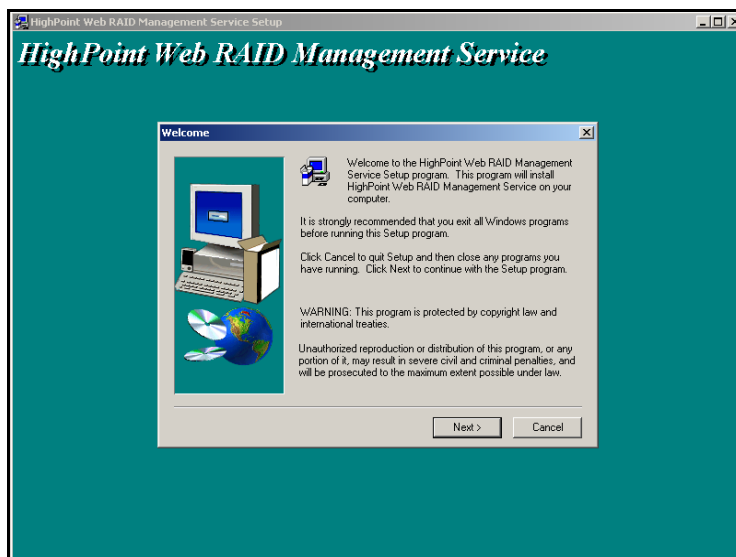 HighPoint Web RAID Management Service Setup
HighPoint Web RAID Management Service
Welcome
Welcome to the HighPoint Web RAID Management
Service Setup program. This program will install
HighPoint Web RAID Management Service on your
computer.
It is strongly recommended that you exit all Windows programs
before running this Setup program.
Click Cancel to quit Setup and then close any programs you
have running. Click Next to continue with the Setup program.
WARNING: This program is protected by copyright law and
international treaties.
Unauthorized reproduction or distribution of this program, or any
portion of it, may result in severe civil and criminal penalties, and
will be prosecuted to the maximum extent possible under law.
Next >
Cancel